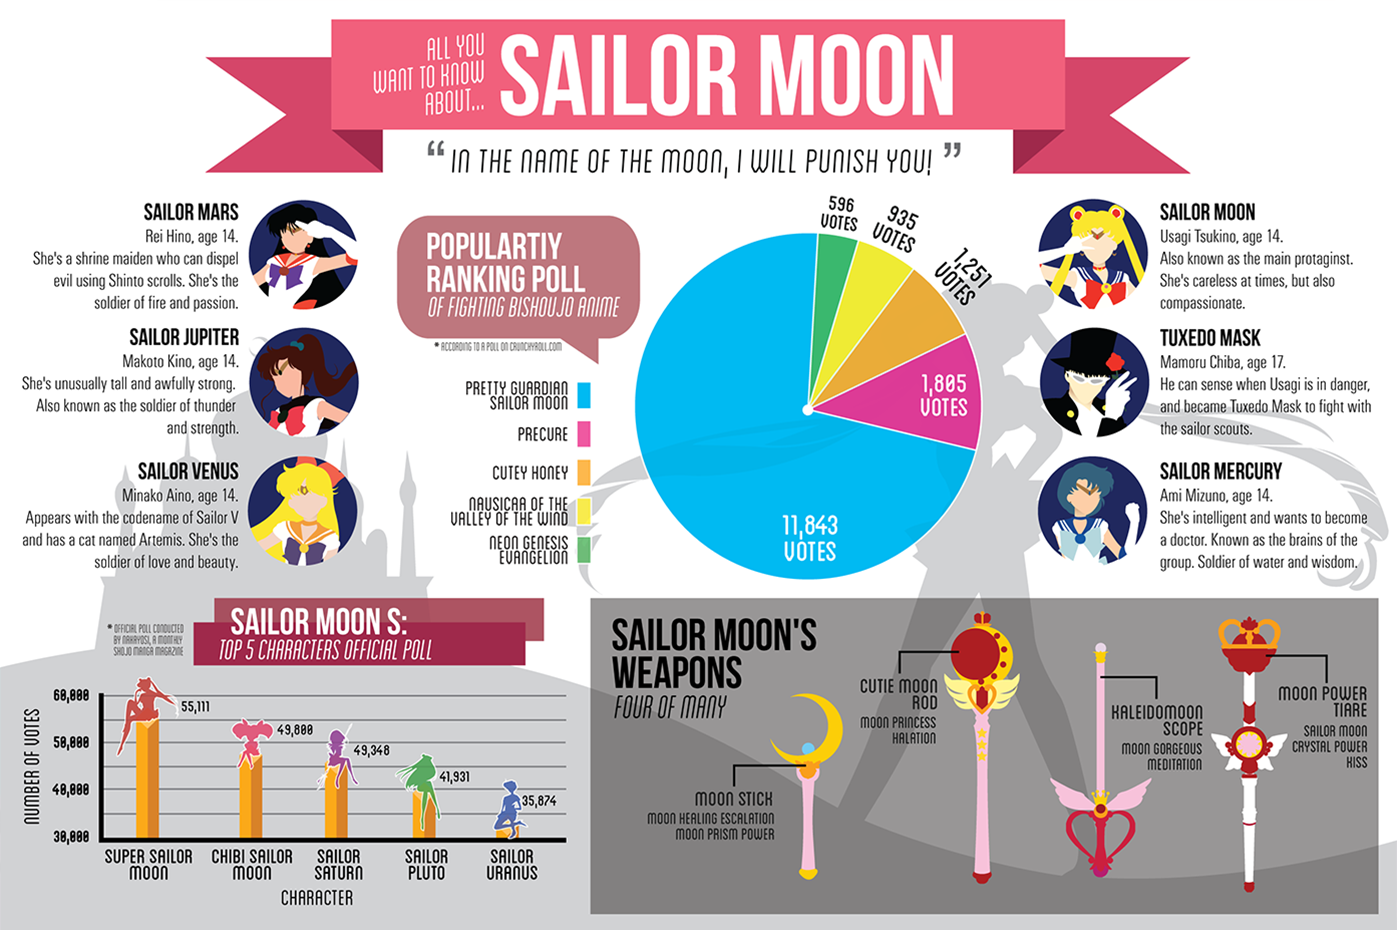 ALL YOU
WANT TO KNOW
ABOUT...
SAILOR MOON
“ IN THE NAME OF THE MOON, I WILL PUNISH YOU! ”
SAILOR MARS
Rei Hino, age 14.
She's a shrine maiden who can dispel
evil using Shinto scrolls. She's the
soldier of fire and passion.
SAILOR JUPITER
Makoto Kino, age 14.
She's unusually tall and awfully strong.
Also known as the soldier of thunder
and strength.
SAILOR VENUS
Minako Aino, age 14.
Appears with the codename of Sailor V
and has a cat named Artemis. She's the
soldier of love and beauty.
POPULARTIY
RANKING POLL
OF FIGHTING BISHOUJO ANIME
* ACCORDING TO A POLL ON CRUNCHYROLL.COM
PRETTY GUARDIAN
SAILOR MOON
PRECURE
CUTEY HONEY
NAUSICAA OF THE
VALLEY OF THE WIND
NEON GENESIS
EVANGELION
596
VOTES
935
VOTES
1,257
VOTES
1,805
VOTES
11,843
VOTES
SAILOR MOON
Usagi Tsukino, age 14.
Also known as the main protaginst.
She's careless at times, but also
compassionate.
TUXEDO MASK
Mamoru Chiba, age 17.
He can sense when Usagi is in danger,
and became Tuxedo Mask to fight with
the sailor scouts.
SAILOR MERCURY
Ami Mizuno, age 14.
She's intelligent and wants to become
a doctor. Known as the brains of the
group. Soldier of water and wisdom.
* OFFICIAL POLL CONDUCTED
BY NAKAYOSI, A MONTHLY
SHOJO MANGA MAGAZINE
SAILOR MOON S:
TOP 5 CHARACTERS OFFICIAL POLL
NUMBER OF VOTES
60,000
50,000
40,000
30,000
55,111
49,800
49,348
41,931
35,874
SUPER SAILOR
MOON
CHIBI SAILOR
MOON
SAILOR
SATURN
SAILOR
PLUTO
SAILOR
URANUS
CHARACTER
SAILOR MOON'S
WEAPONS
FOUR OF MANY
MOON STICK
MOON HEALING ESCALATION
MOON PRISM POWER
CUTIE MOON
ROD
MOON PRINCESS
HALATION
KALEIDOMOON
SCOPE
MOON GORGEOUS
MEDITATION
MOON POWER
TIARE
SAILOR MOON
CRYSTAL POWER
KISS